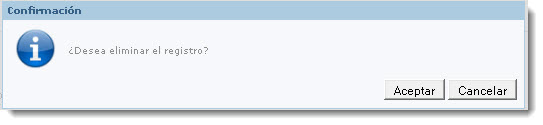 Confirmación
¿Desea eliminar el registro?
Aceptar Cancelar